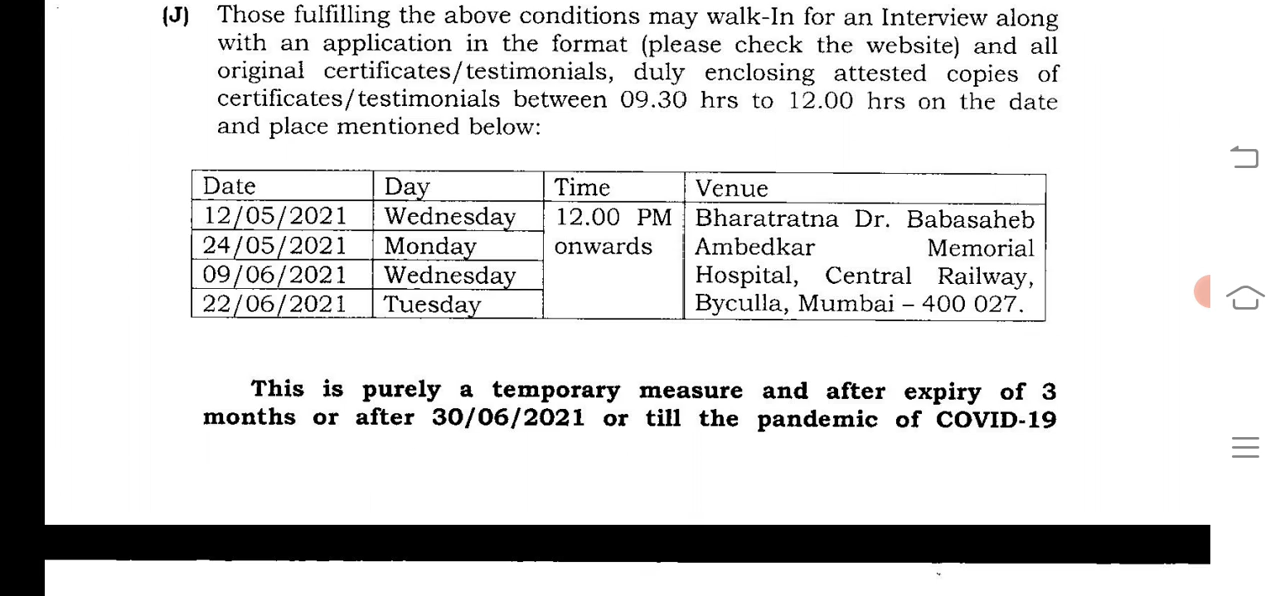 (J) Those fulfilling the above conditions may walk-In for an Interview along
with an application in the format (please check the website) and all
original certificates/testimonials, duly enclosing attested copies of
certificates/testimonials between 09.30 hrs to 12.00 hrs on the date
and place mentioned below:
Date Day Time Venue
12/05/2021 Wednesday 12.00 PM Bharatratna Dr. Babasaheb
24/05/2021 Monday onwards Ambedkar Memorial
09/06/2021 Wednesday Hospital, Central Railway,
22/06/2021 Tuesday Byculla, Mumbai – 400 027.
This is purely a temporary measure and after expiry of 3
months or after 30/06/2021 or till the pandemic of COVID-19